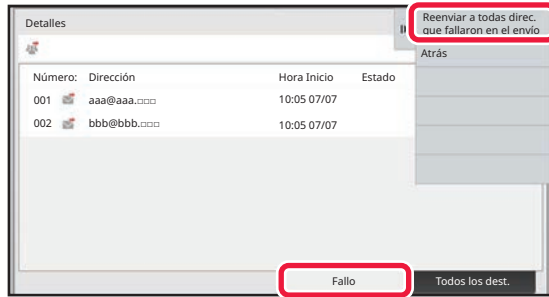 Detalles
Reenviar a todas direc.
que fallaron en el envío
Atrás
Número: Dirección Hora Inicio Estado
001 aaa@aaa.□□□ 10:05 07/07
002 bbb@bbb.□□□ 10:05 07/07
Fallo Todos los dest.